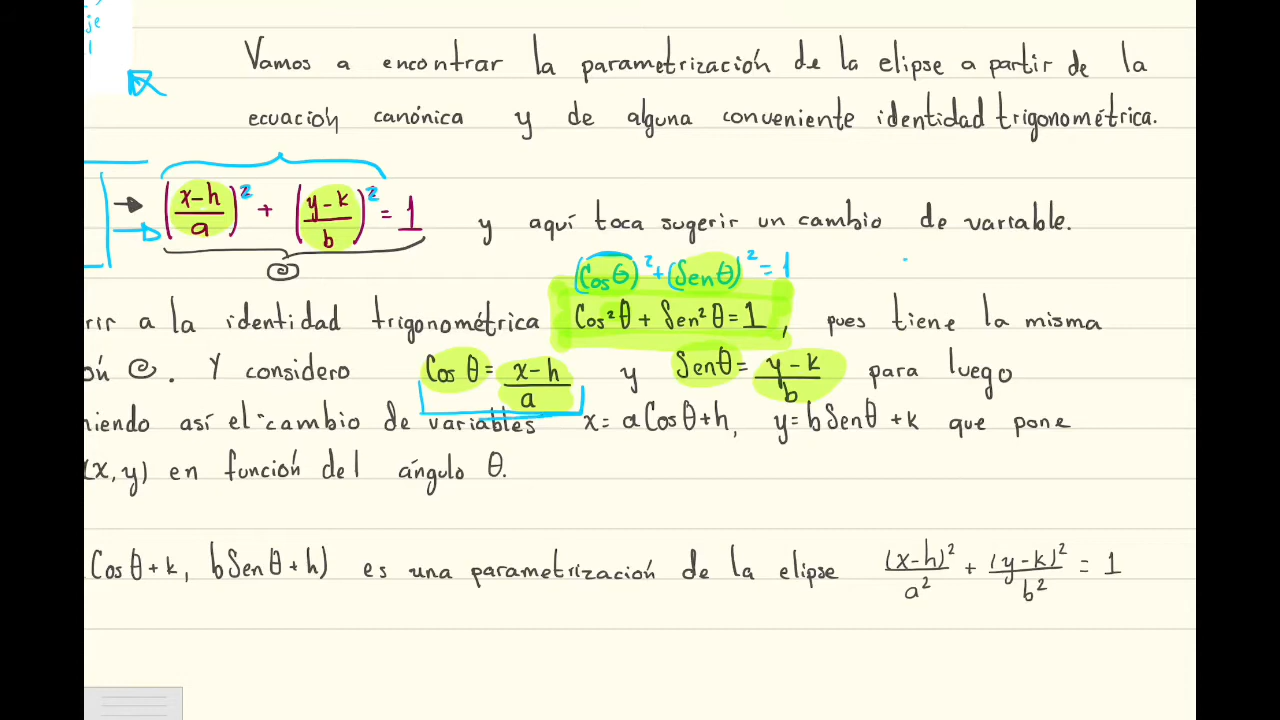 je
Vamos a encontrar la parametrización de la elipse a partir de la
ecuación canónica y de alguna conveniente identidad trigonométrica.
((x-h)/a)² + ((y-k)/b)² = 1 y aquí toca sugerir un cambio de variable.
(Cosθ)² + (Senθ)² = 1
rir a la identidad trigonométrica Cos²θ + Sen²θ = 1, pues tiene la misma
ón . Y considero Cosθ = (x-h)/a y Senθ = (y-k)/b para luego
niendo así el cambio de variables x = aCosθ+h, y = bSenθ+k que pone
(x,y) en función del ángulo θ.
Cosθ+k, bSenθ+h) es una parametrización de la elipse (x-h)²/a² + (y-k)²/b² = 1